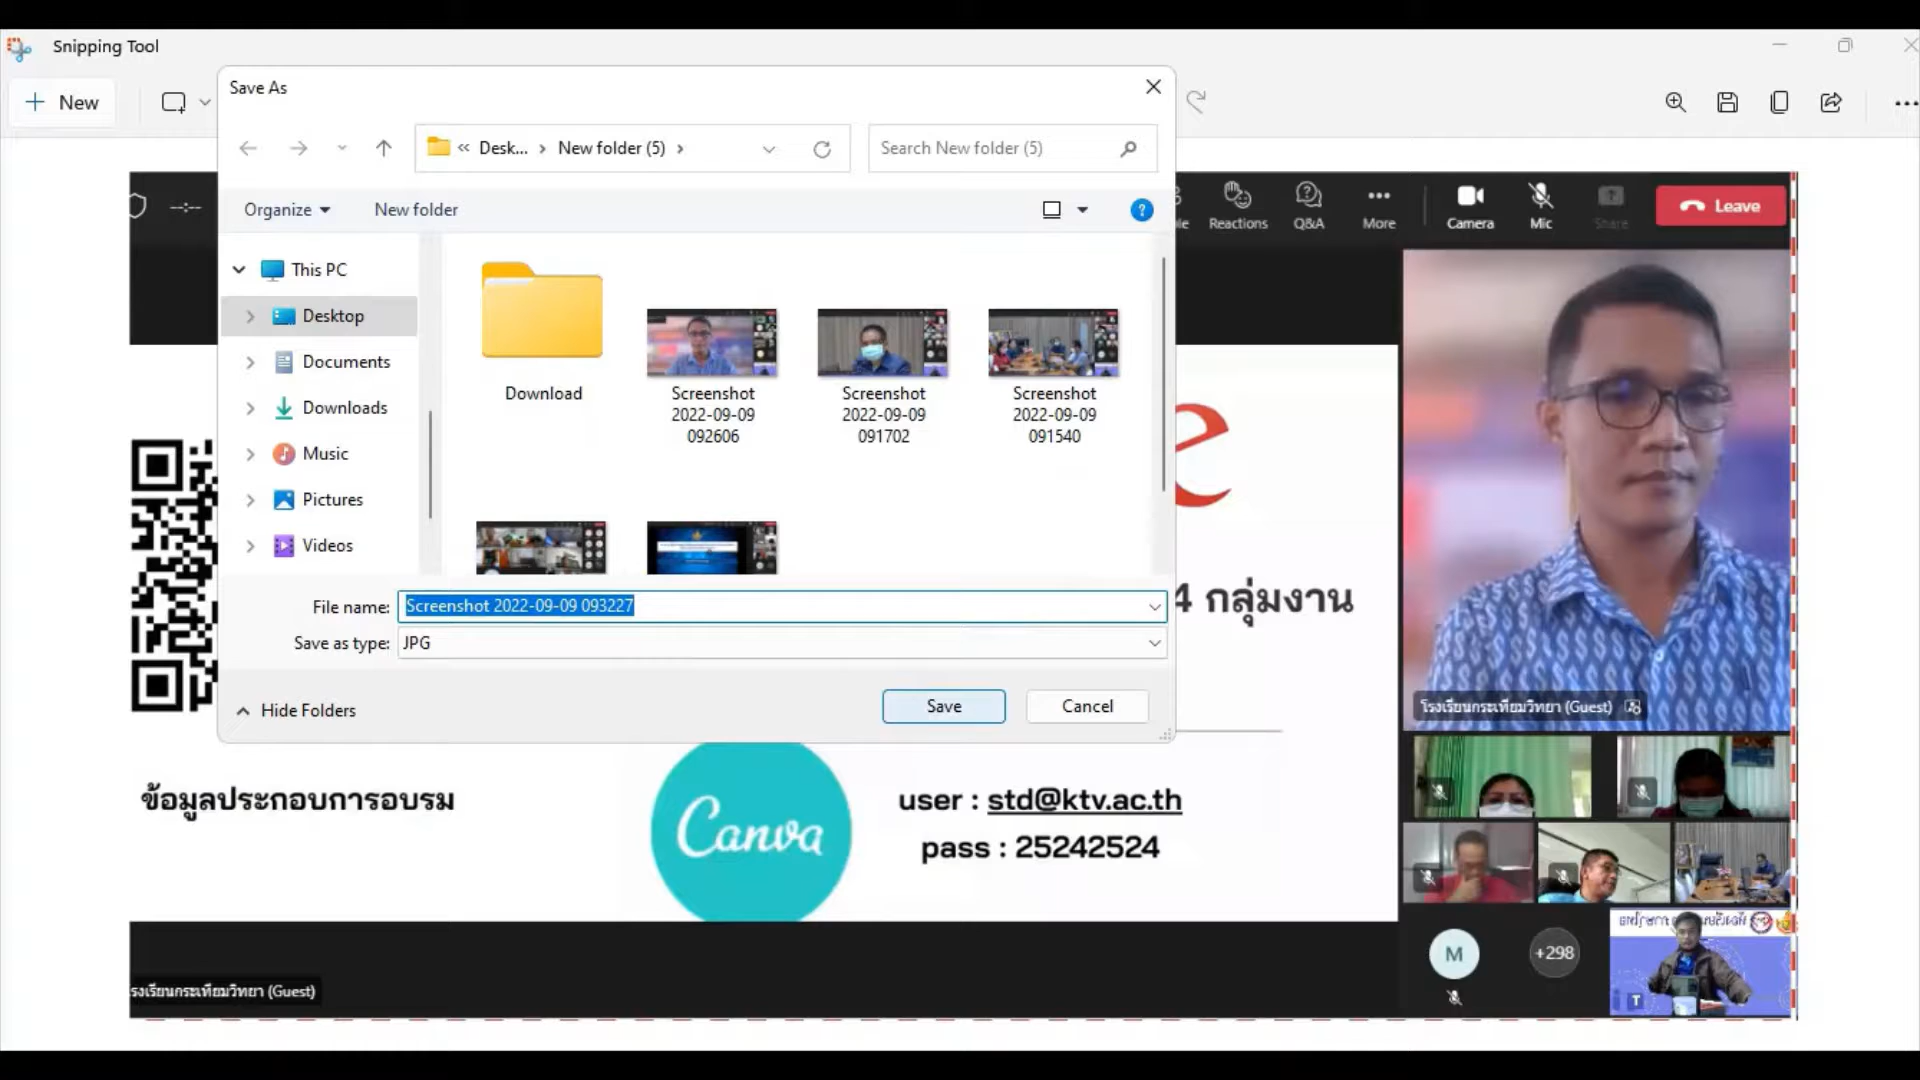 Snipping Tool
New
Save As
Desk...
New folder (5)
Search New folder (5)
Organize
New folder
This PC
Desktop
Documents
Downloads
Music
Pictures
Videos
Download
Screenshot
2022-09-09
092606
Screenshot
2022-09-09
091702
Screenshot
2022-09-09
091540
File name:
Screenshot 2022-09-09 093227
Save as type:
JPG
Hide Folders
Save
Cancel
Reactions
Q&A
More
Camera
Mic
Share
Leave
4 กลุ่มงาน
โรงเรียนกระเทียมวิทยา (Guest)
ข้อมูลประกอบการอบรม
Canva
user : std@ktv.ac.th
pass : 25242524
M
+298
T
รงเรียนกระเทียมวิทยา (Guest)